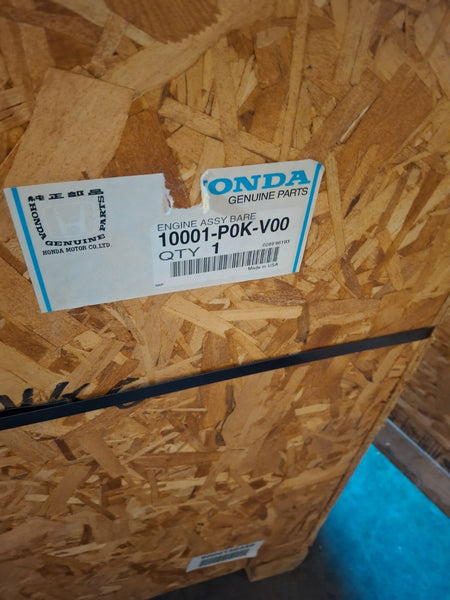 純正部品
HONDA
GENUINE
PARTS
HONDA MOTOR CO.,LTD.
ONDA
GENUINE PARTS
ENGINE ASSY BARE
10001-P0K-V00
QTY 1
Made in USA